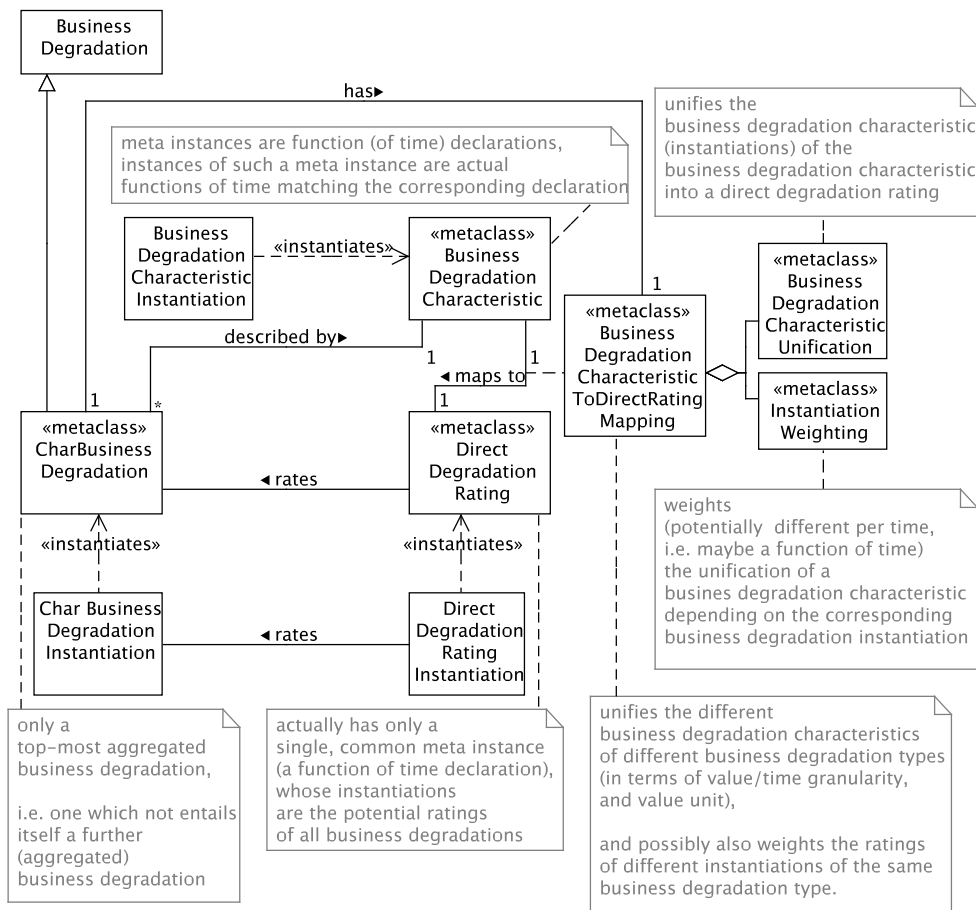 Business
Degradation
has▶
unifies the
business degradation characteristic
(instantiations) of the
business degradation characteristic
into a direct degradation rating
meta instances are function (of time) declarations,
instances of such a meta instance are actual
functions of time matching the corresponding declaration
Business
Degradation
Characteristic
Instantiation
«instantiates»
«metaclass»
Business
Degradation
Characteristic
«metaclass»
Business
Degradation
Characteristic
Unification
1
«metaclass»
Business
Degradation
Characteristic
ToDirectRating
Mapping
described by▶
1
1
◀ maps to
«metaclass»
Instantiation
Weighting
1
*
1
«metaclass»
CharBusiness
Degradation
◀ rates
«metaclass»
Direct
Degradation
Rating
«instantiates»
«instantiates»
weights
(potentially different per time,
i.e. maybe a function of time)
the unification of a
busines degradation characteristic
depending on the corresponding
business degradation instantiation
Char Business
Degradation
Instantiation
◀ rates
Direct
Degradation
Rating
Instantiation
only a
top-most aggregated
business degradation,
i.e. one which not entails
itself a further
(aggregated)
business degradation
actually has only a
single, common meta instance
(a function of time declaration),
whose instantiations
are the potential ratings
of all business degradations
unifies the different
business degradation characteristics
of different business degradation types
(in terms of value/time granularity,
and value unit),
and possibly also weights the ratings
of different instantiations of the same
business degradation type.